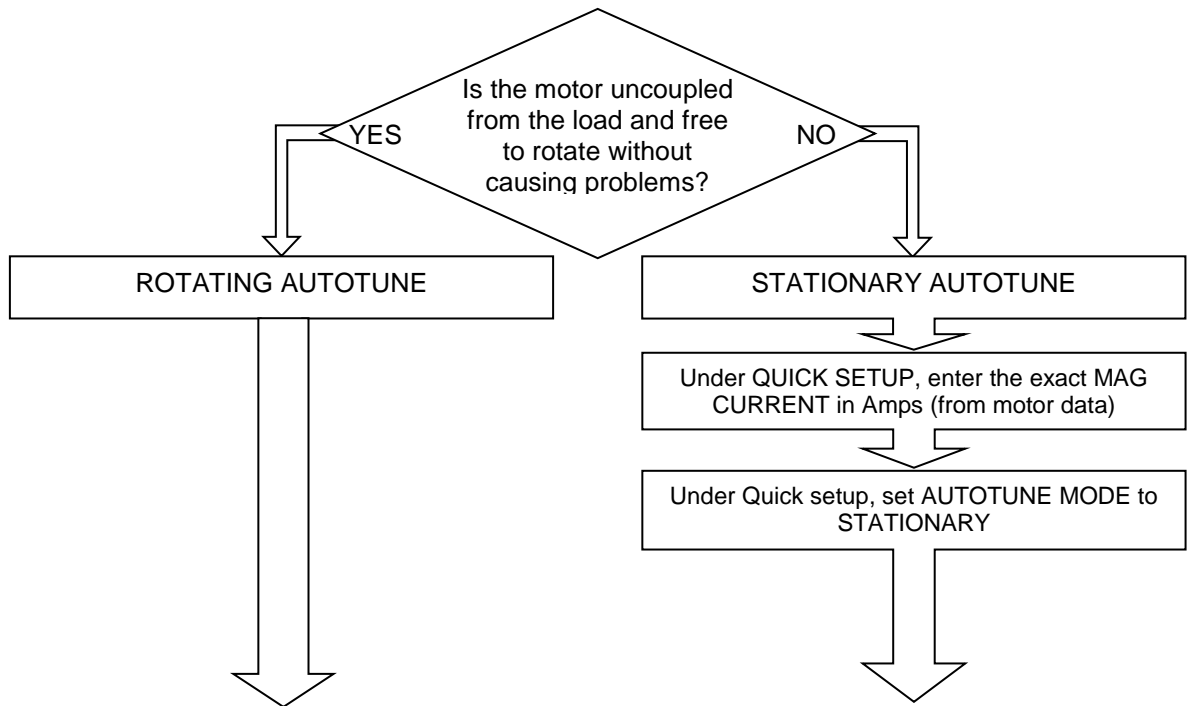 Is the motor uncoupled
from the load and free
to rotate without
causing problems?
YES
NO
ROTATING AUTOTUNE
STATIONARY AUTOTUNE
Under QUICK SETUP, enter the exact MAG
CURRENT in Amps (from motor data)
Under Quick setup, set AUTOTUNE MODE to
STATIONARY